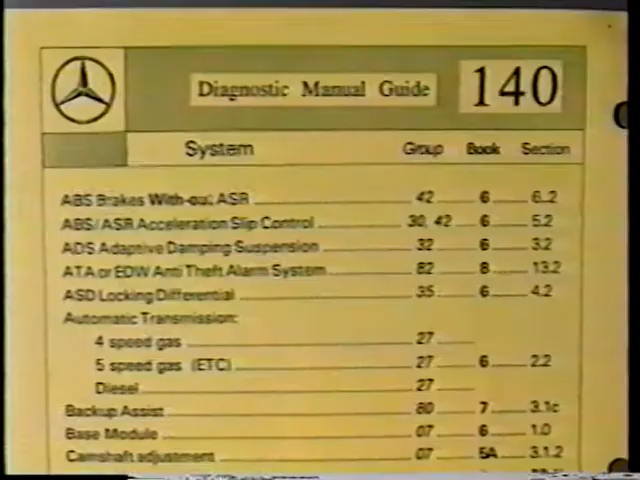 Diagnostic Manual Guide 140
System Group Book Section
ABS Brakes With-out ASR 42 6 6..2
ABS/ASR Acceleration Slip Control 30, 42 6 5.2
ADS Adaptive Damping Suspension 32 6 3.2
ATA or EDW Anti Theft Alarm System 82 8 13.2
ASD Locking Differential 35 6 4.2
Automatic Transmission:
4 speed gas 27
5 speed gas (ETC) 27 6 2.2
Diesel 27
Backup Assist 80 7 3.1c
Base Module 07 6 1.0
Camshaft adjustment 07 5A 3.1.2